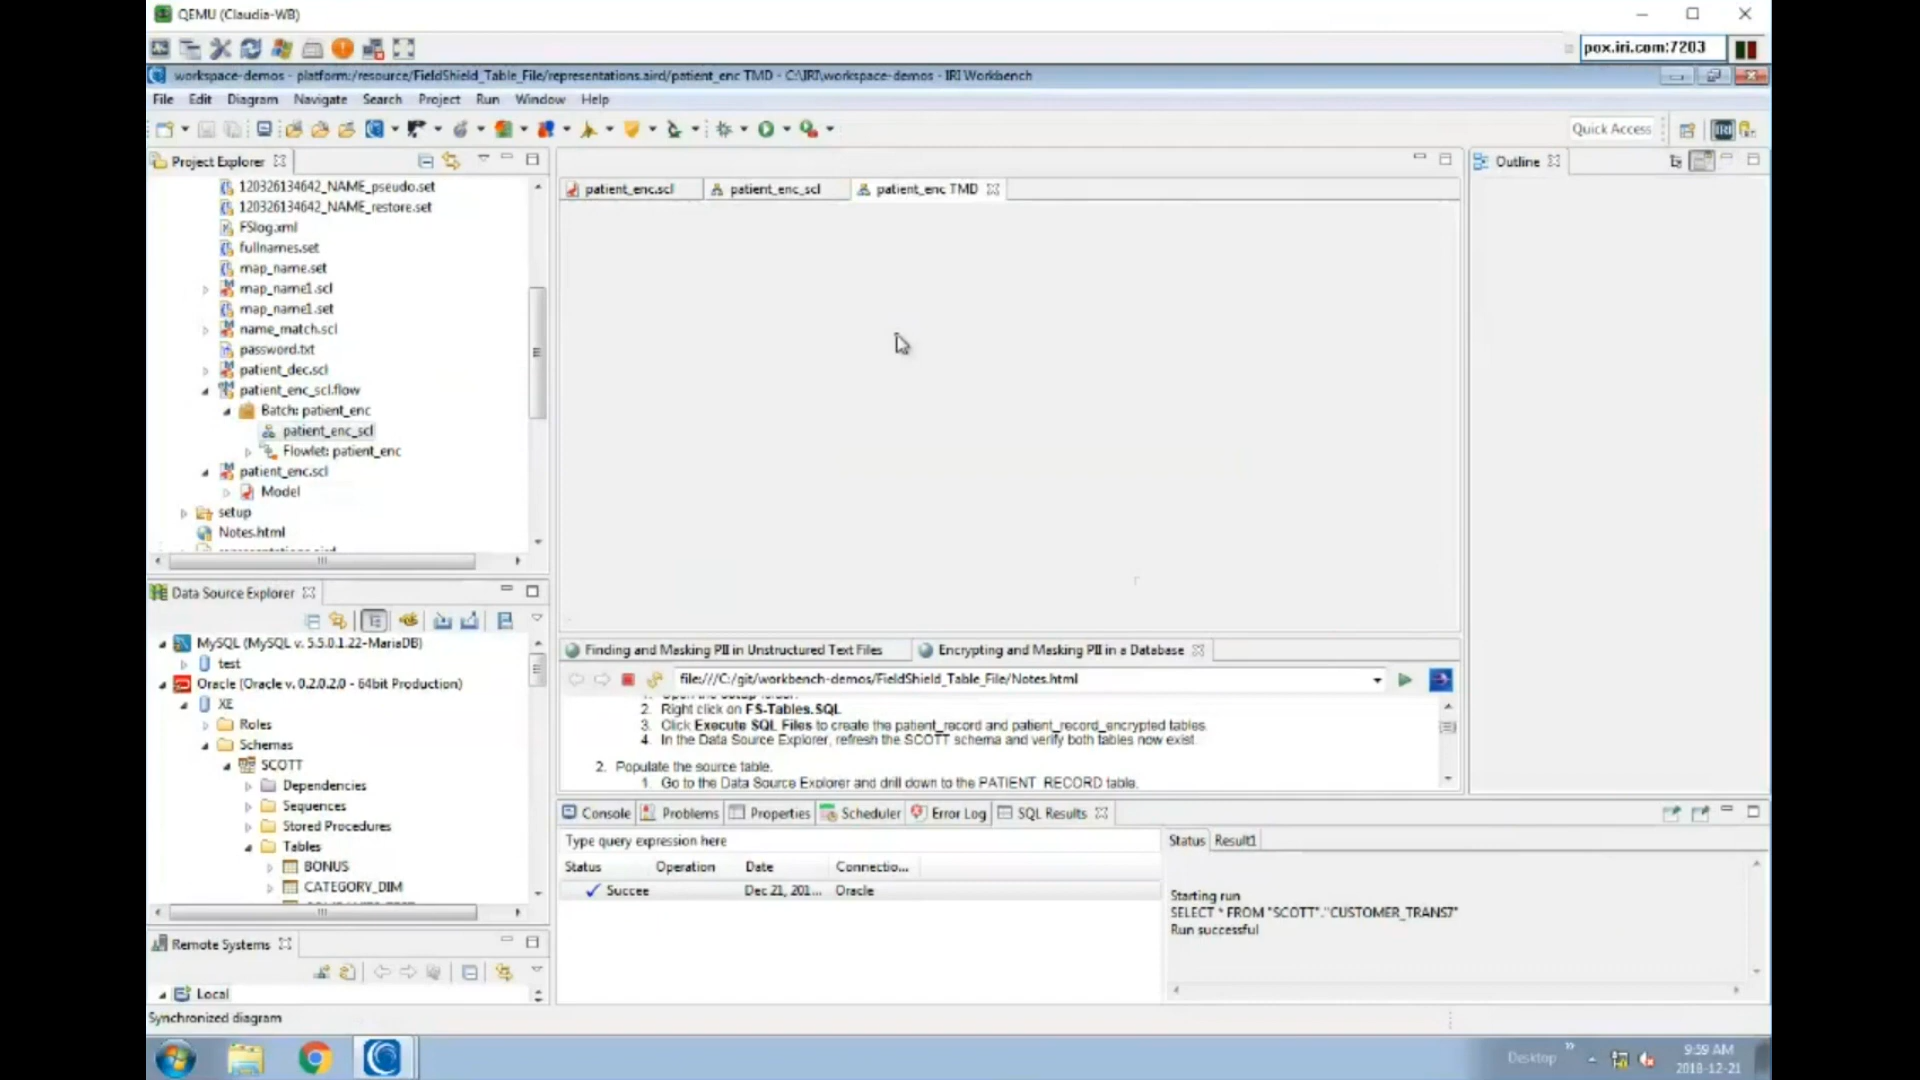 QEMU (Claudia-WB)
pox.iri.com:7203
workspace-demos - platform:/resource/FieldShield_Table_File/representations.aird/patient_enc TMD - C:\IRI\workspace-demos - IRI Workbench
File Edit Diagram Navigate Search Project Run Window Help
Quick Access
IRI
Project Explorer
120326134642_NAME_pseudo.set
120326134642_NAME_restore.set
FSlog.xml
fullnames.set
map_name.set
map_name1.scl
map_name1.set
name_match.scl
password.txt
patient_dec.scl
patient_enc_scl.flow
Batch: patient_enc
patient_enc_scl
Flowlet: patient_enc
patient_enc.scl
Model
setup
Notes.html
patient_enc.scl patient_enc_scl patient_enc TMD
Outline
Data Source Explorer
MySQL (MySQL v. 5.5.0.1.22-MariaDB)
test
Oracle (Oracle v. 0.2.0.2.0 - 64bit Production)
XE
Roles
Schemas
SCOTT
Dependencies
Sequences
Stored Procedures
Tables
BONUS
CATEGORY_DIM
Finding and Masking PII in Unstructured Text Files Encrypting and Masking PII in a Database
file:///C:/git/workbench-demos/FieldShield_Table_File/Notes.html
2. Right click on FS-Tables.SQL
3. Click Execute SQL Files to create the patient_record and patient_record_encrypted tables.
4. In the Data Source Explorer, refresh the SCOTT schema and verify both tables now exist.
2. Populate the source table.
1. Go to the Data Source Explorer and drill down to the PATIENT_RECORD table.
Console Problems Properties Scheduler Error Log SQL Results
Type query expression here
Status Operation Date Connectio...
Succee Dec 21, 201... Oracle
Status Result1
Starting run
SELECT * FROM "SCOTT"."CUSTOMER_TRANS7"
Run successful
Remote Systems
Local
Synchronized diagram
Desktop
9:59 AM
2018-12-21